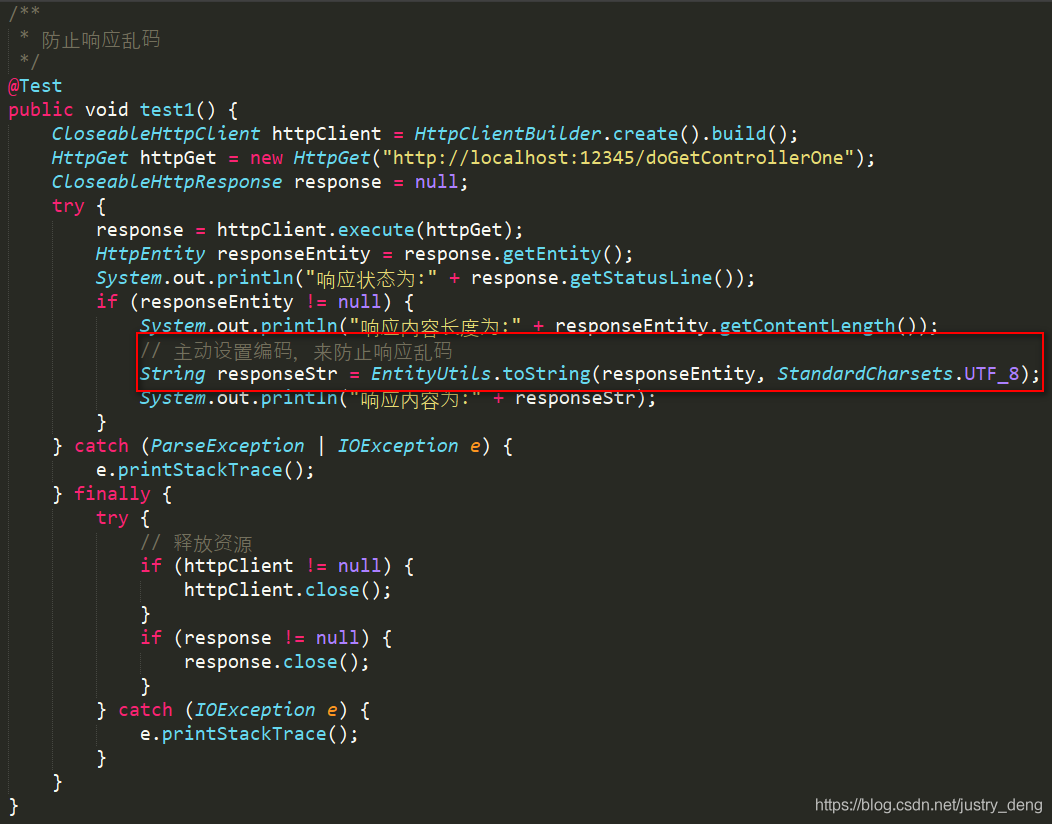 /**
 * 防止响应乱码
 */
@Test
public void test1() {
    CloseableHttpClient httpClient = HttpClientBuilder.create().build();
    HttpGet httpGet = new HttpGet("http://localhost:12345/doGetControllerOne");
    CloseableHttpResponse response = null;
    try {
        response = httpClient.execute(httpGet);
        HttpEntity responseEntity = response.getEntity();
        System.out.println("响应状态为:" + response.getStatusLine());
        if (responseEntity != null) {
            System.out.println("响应内容长度为:" + responseEntity.getContentLength());
            // 主动设置编码，来防止响应乱码
            String responseStr = EntityUtils.toString(responseEntity, StandardCharsets.UTF_8);
            System.out.println("响应内容为:" + responseStr);
        }
    } catch (ParseException | IOException e) {
        e.printStackTrace();
    } finally {
        try {
            // 释放资源
            if (httpClient != null) {
                httpClient.close();
            }
            if (response != null) {
                response.close();
            }
        } catch (IOException e) {
            e.printStackTrace();
        }
    }
}
https://blog.csdn.net/justry_deng